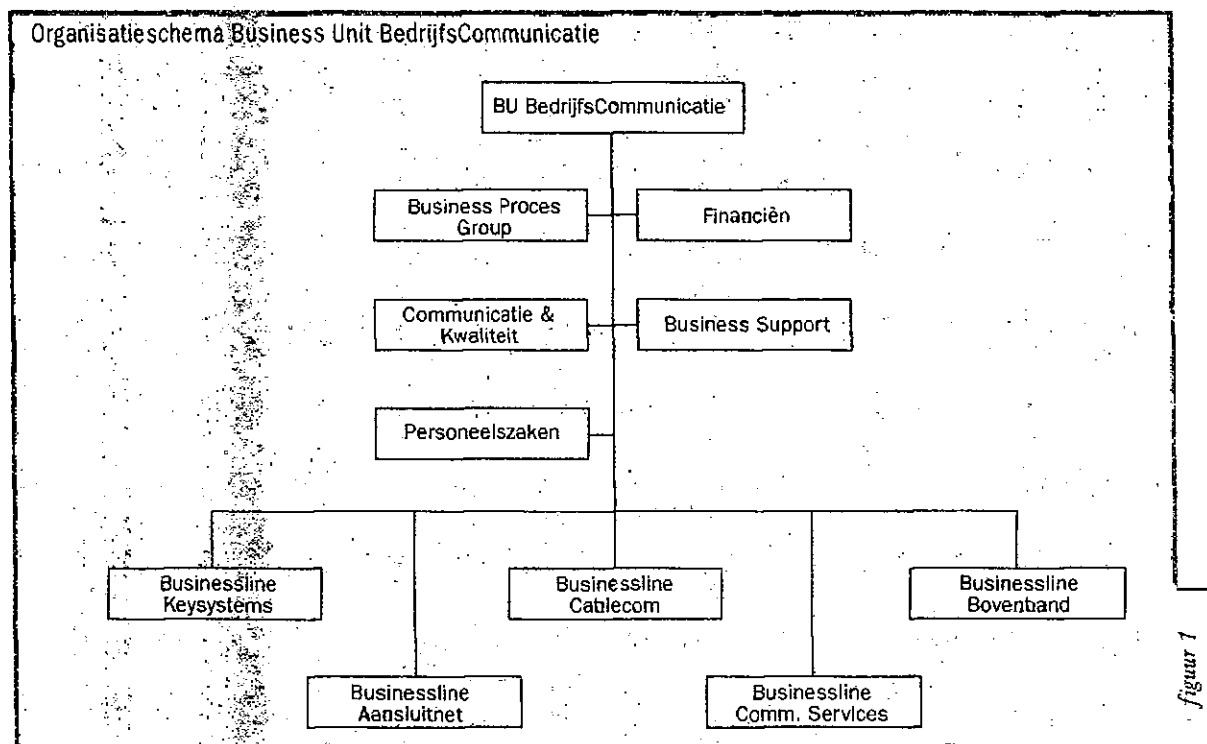 Organisatieschema Business Unit BedrijfsCommunicatie
BU BedrijfsCommunicatie
Business Proces
Group
Financiën
Communicatie &
Kwaliteit
Business Support
Personeelszaken
Businessline
Keysystems
Businessline
Cablecom
Businessline
Bovenband
Businessline
Aansluitnet
Businessline
Comm. Services
figuur 1